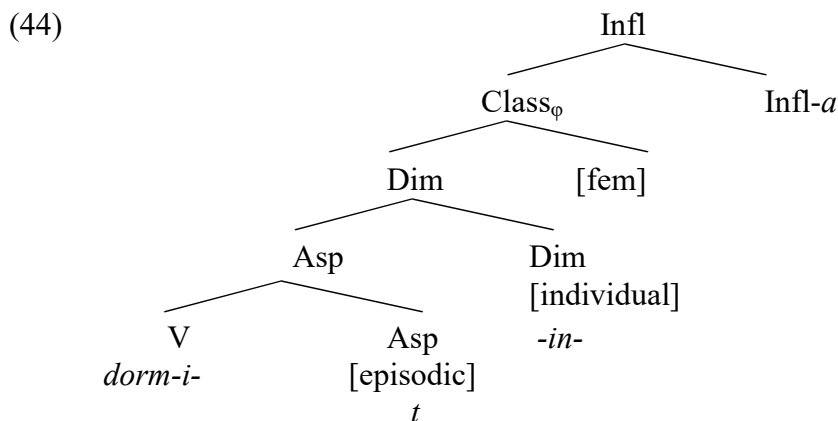 (44) Infl
Classφ Infl-a
Dim [fem]
Asp Dim
[individual]
V Asp -in-
dorm-i- [episodic]
t